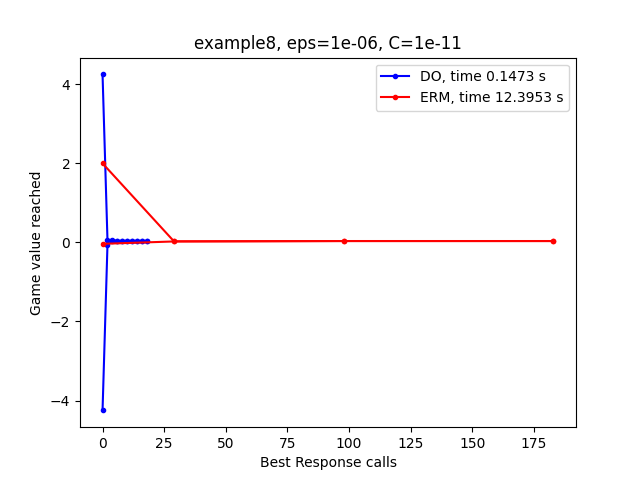 example8, eps=1e-06, C=1e-11
DO, time 0.1473 s
ERM, time 12.3953 s
Game value reached
4
2
0
−2
−4
0 25 50 75 100 125 150 175
Best Response calls